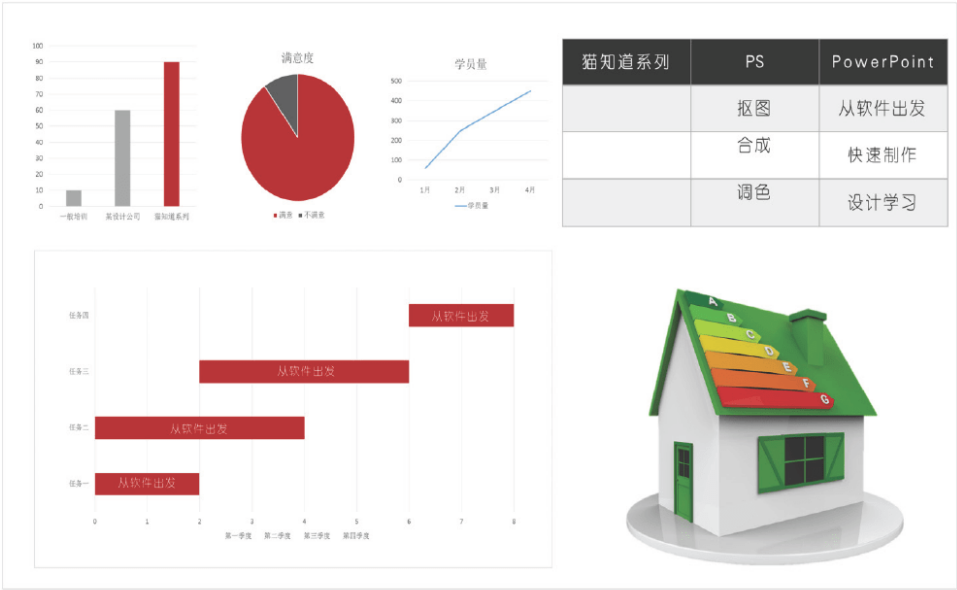 100
90
80
70
60
50
40
30
20
10
0
一般培训 某设计公司 猫知道系列
满意度
满意 不满意
学员量
500
400
300
200
100
0
1月 2月 3月 4月
学员量
猫知道系列 PS PowerPoint
抠图 从软件出发
合成 快速制作
调色 设计学习
任务四 从软件出发
任务三 从软件出发
任务二 从软件出发
任务一 从软件出发
0 1 2 3 4 5 6 7 8
第一季度 第二季度 第三季度 第四季度
A
B
C
D
E
F
G